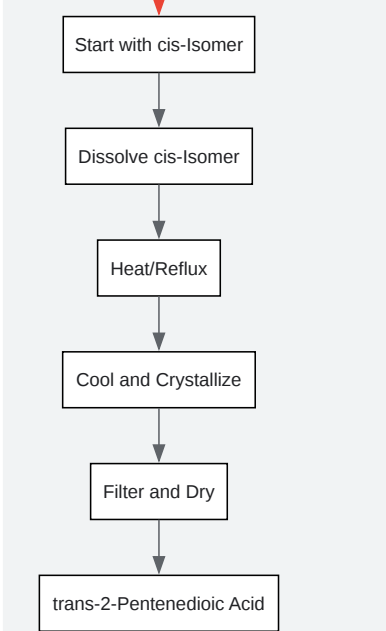 Start with cis-Isomer
Dissolve cis-Isomer
Heat/Reflux
Cool and Crystallize
Filter and Dry
trans-2-Pentenedioic Acid